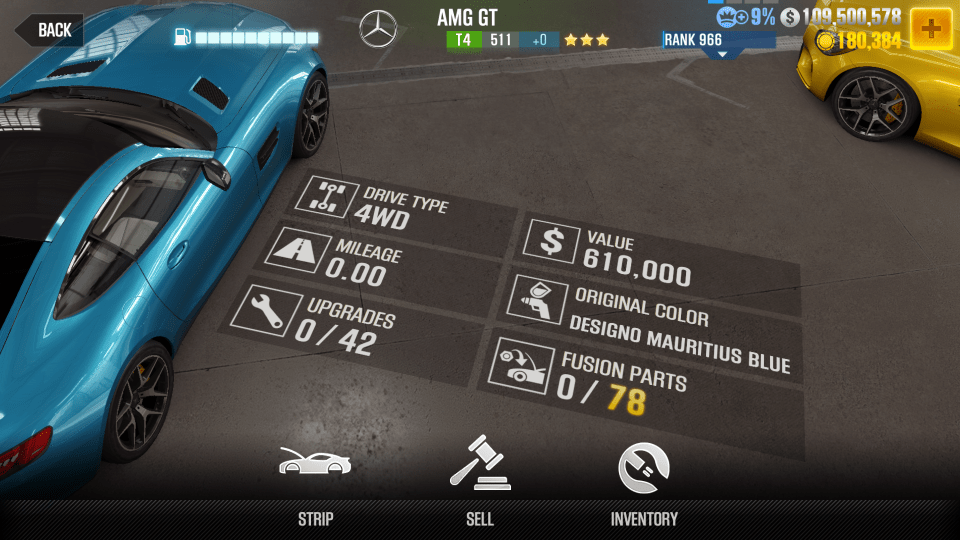 BACK
AMG GT
T4 511 +0
RANK 966
9%
$ 109,500,578
180,384
DRIVE TYPE
4WD
MILEAGE
0.00
UPGRADES
0 / 42
$ VALUE
610,000
ORIGINAL COLOR
DESIGNO MAURITIUS BLUE
FUSION PARTS
0 / 78
STRIP
SELL
INVENTORY